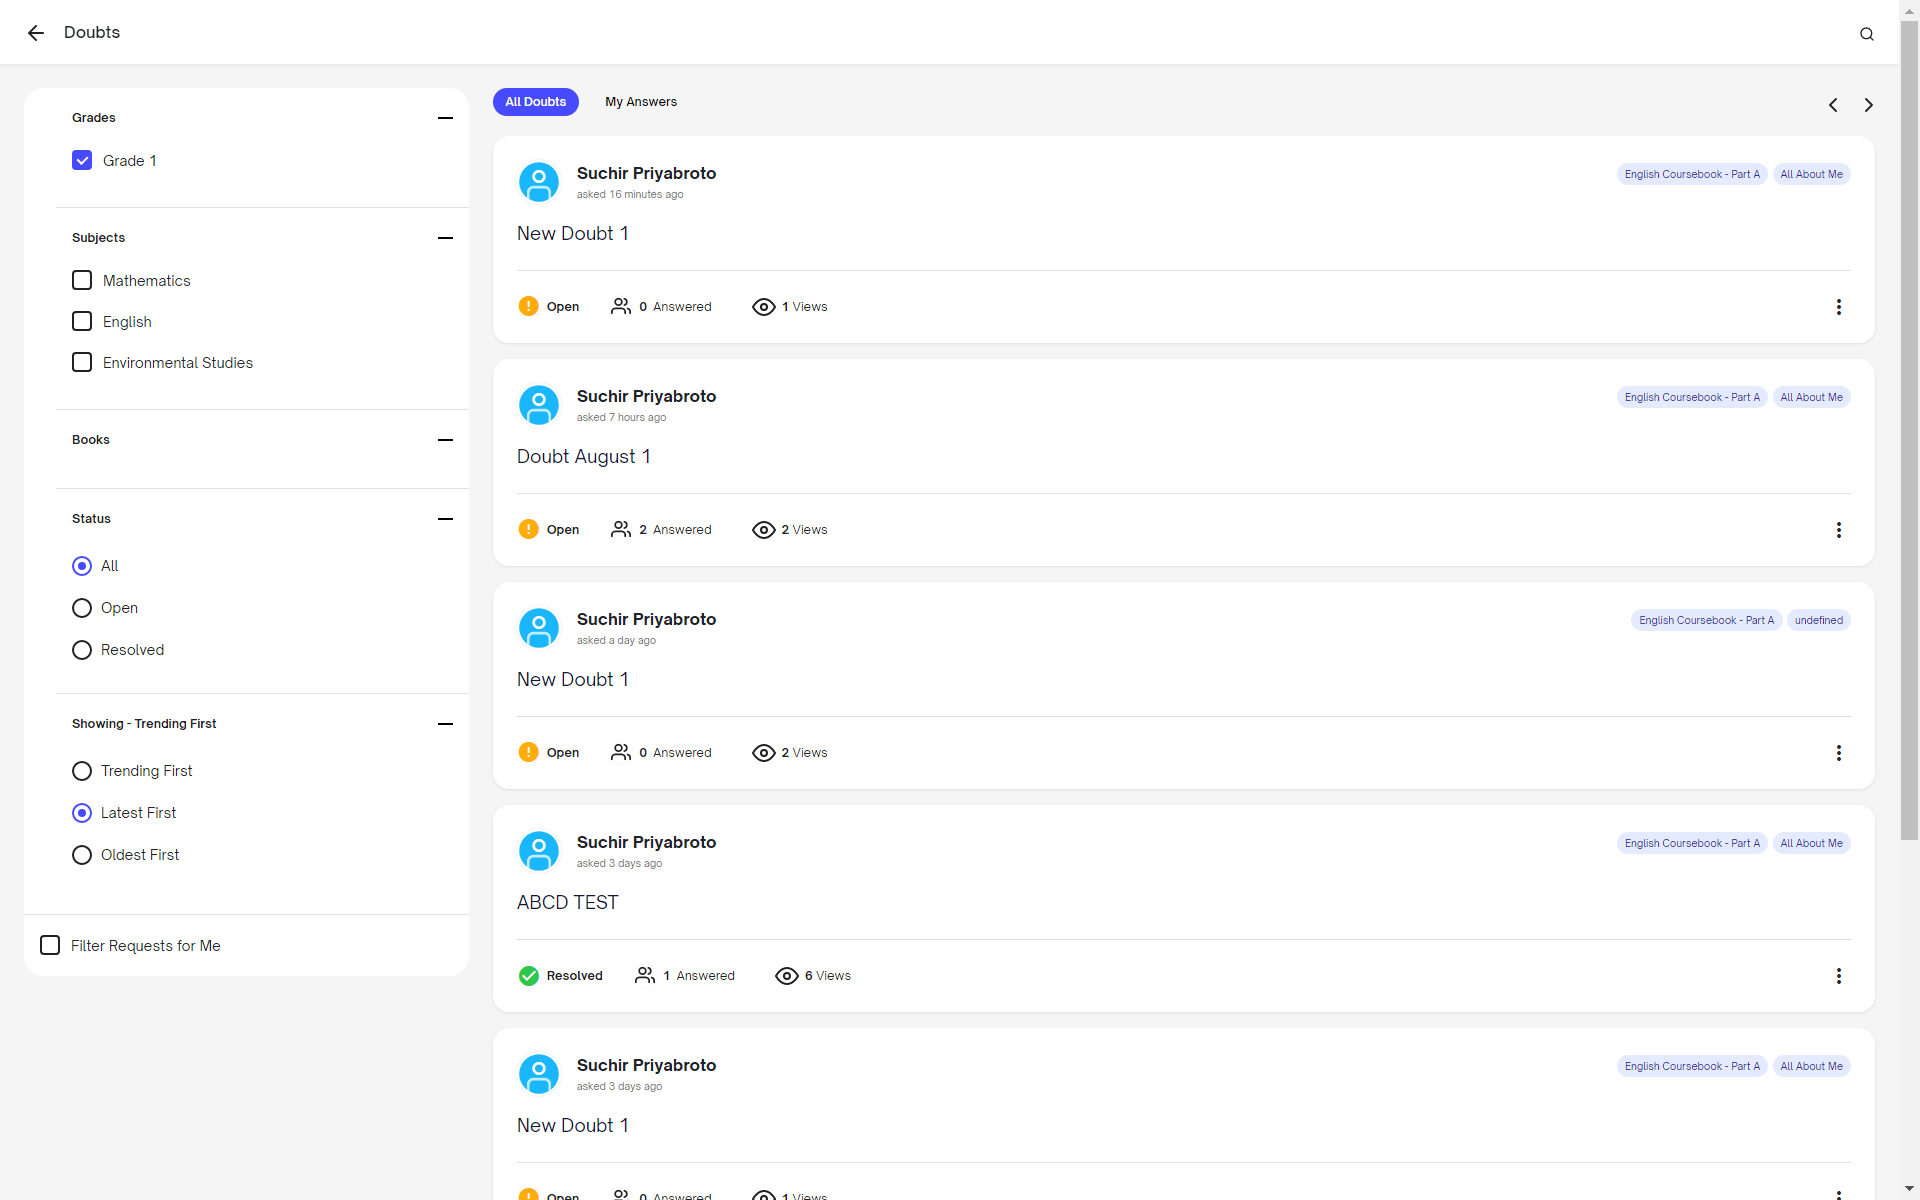 Doubts
Grades
Grade 1
Subjects
Mathematics
English
Environmental Studies
Books
Status
All
Open
Resolved
Showing - Trending First
Trending First
Latest First
Oldest First
Filter Requests for Me
All Doubts My Answers
Suchir Priyabroto
asked 16 minutes ago
English Coursebook - Part A All About Me
New Doubt 1
Open 0 Answered 1 Views
Suchir Priyabroto
asked 7 hours ago
English Coursebook - Part A All About Me
Doubt August 1
Open 2 Answered 2 Views
Suchir Priyabroto
asked a day ago
English Coursebook - Part A undefined
New Doubt 1
Open 0 Answered 2 Views
Suchir Priyabroto
asked 3 days ago
English Coursebook - Part A All About Me
ABCD TEST
Resolved 1 Answered 6 Views
Suchir Priyabroto
asked 3 days ago
English Coursebook - Part A All About Me
New Doubt 1
Open 0 Answered 1 Views